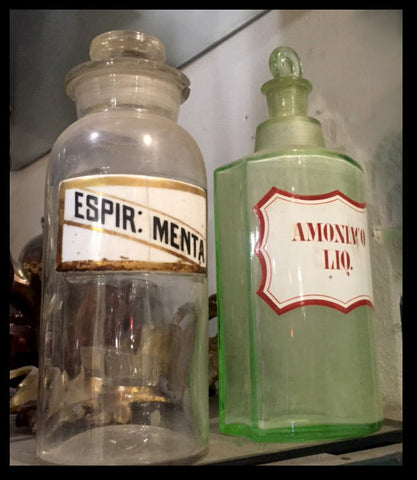 ESPIR: MENTA
AMONIACO
LIQ.